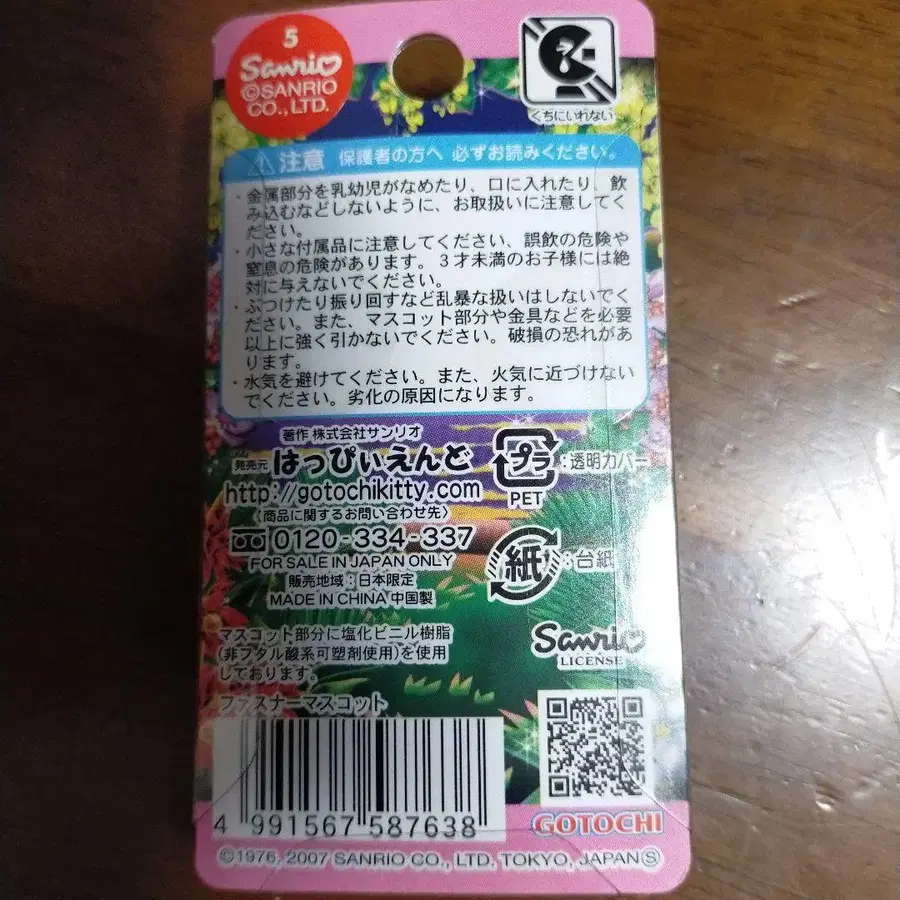 5
Sanrio
©SANRIO
CO., LTD.
くちにいれない
注意 保護者の方へ 必ずお読みください。
・金属部分を乳幼児がなめたり、口に入れたり、飲
み込むなどしないように、お取扱いに注意してく
ださい。
・小さな付属品に注意してください、誤飲の危険や
窒息の危険があります。3才未満のお子様には絶
対に与えないでください。
・ぶつけたり振り回すなど乱暴な扱いはしないでく
ださい。また、マスコット部分や金具などを必要
以上に強く引かないでください。破損の恐れがあ
ります。
・水気を避けてください。また、火気に近づけない
でください。劣化の原因になります。
著作 株式会社サンリオ
発売元 はっぴぃえんど
http://gotochikitty.com
〈商品に関するお問い合わせ先〉
0120-334-337
FOR SALE IN JAPAN ONLY
販売地域:日本限定
MADE IN CHINA 中国製
プラ :透明カバー
PET
紙 :台紙
マスコット部分に塩化ビニル樹脂
(非フタル酸系可塑剤使用)を使用
しております。
Sanrio
LICENSE
ファスナーマスコット
4 991567 587638
GOTOCHI
©1976, 2007 SANRIO CO., LTD. TOKYO, JAPAN Ⓢ